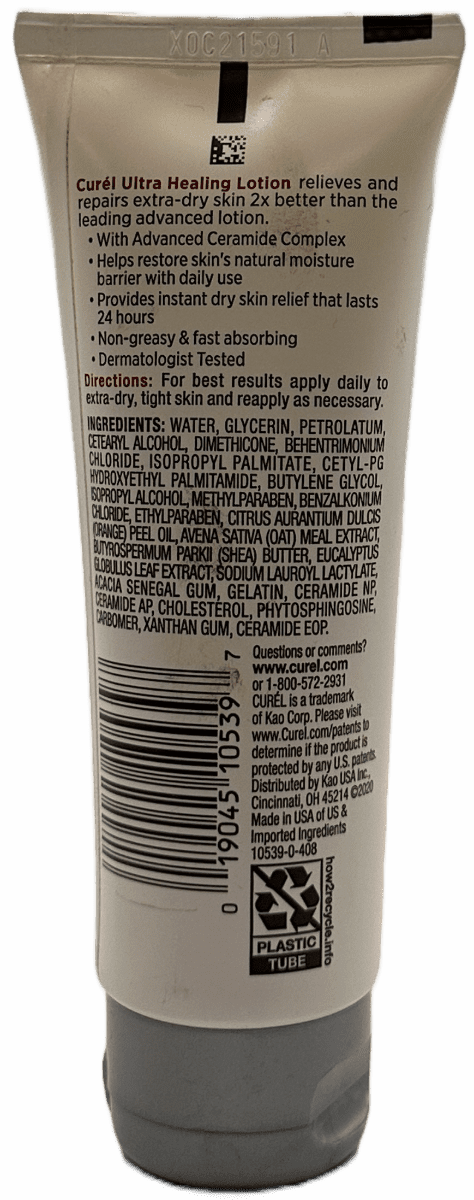 XOC21591 A
Curél Ultra Healing Lotion relieves and
repairs extra-dry skin 2x better than the
leading advanced lotion.
• With Advanced Ceramide Complex
• Helps restore skin's natural moisture
barrier with daily use
• Provides instant dry skin relief that lasts
24 hours
• Non-greasy & fast absorbing
• Dermatologist Tested
Directions: For best results apply daily to
extra-dry, tight skin and reapply as necessary.
INGREDIENTS: WATER, GLYCERIN, PETROLATUM,
CETEARYL ALCOHOL, DIMETHICONE, BEHENTRIMONIUM
CHLORIDE, ISOPROPYL PALMITATE, CETYL-PG
HYDROXYETHYL PALMITAMIDE, BUTYLENE GLYCOL,
ISOPROPYL ALCOHOL, METHYLPARABEN, BENZALKONIUM
CHLORIDE, ETHYLPARABEN, CITRUS AURANTIUM DULCIS
(ORANGE) PEEL OIL, AVENA SATIVA (OAT) MEAL EXTRACT,
BUTYROSPERMUM PARKII (SHEA) BUTTER, EUCALYPTUS
GLOBULUS LEAF EXTRACT, SODIUM LAUROYL LACTYLATE,
ACACIA SENEGAL GUM, GELATIN, CERAMIDE NP,
CERAMIDE AP, CHOLESTEROL, PHYTOSPHINGOSINE,
CARBOMER, XANTHAN GUM, CERAMIDE EOP.
0 19045 10539 7
Questions or comments?
www.curel.com
or 1-800-572-2931
CURÉL is a trademark
of Kao Corp. Please visit
www.Curel.com/patents to
determine if the product is
protected by any U.S. patents.
Distributed by Kao USA Inc.,
Cincinnati, OH 45214 ©2020
Made in USA of US &
Imported Ingredients
10539-0-408
PLASTIC
TUBE
how2recycle.info